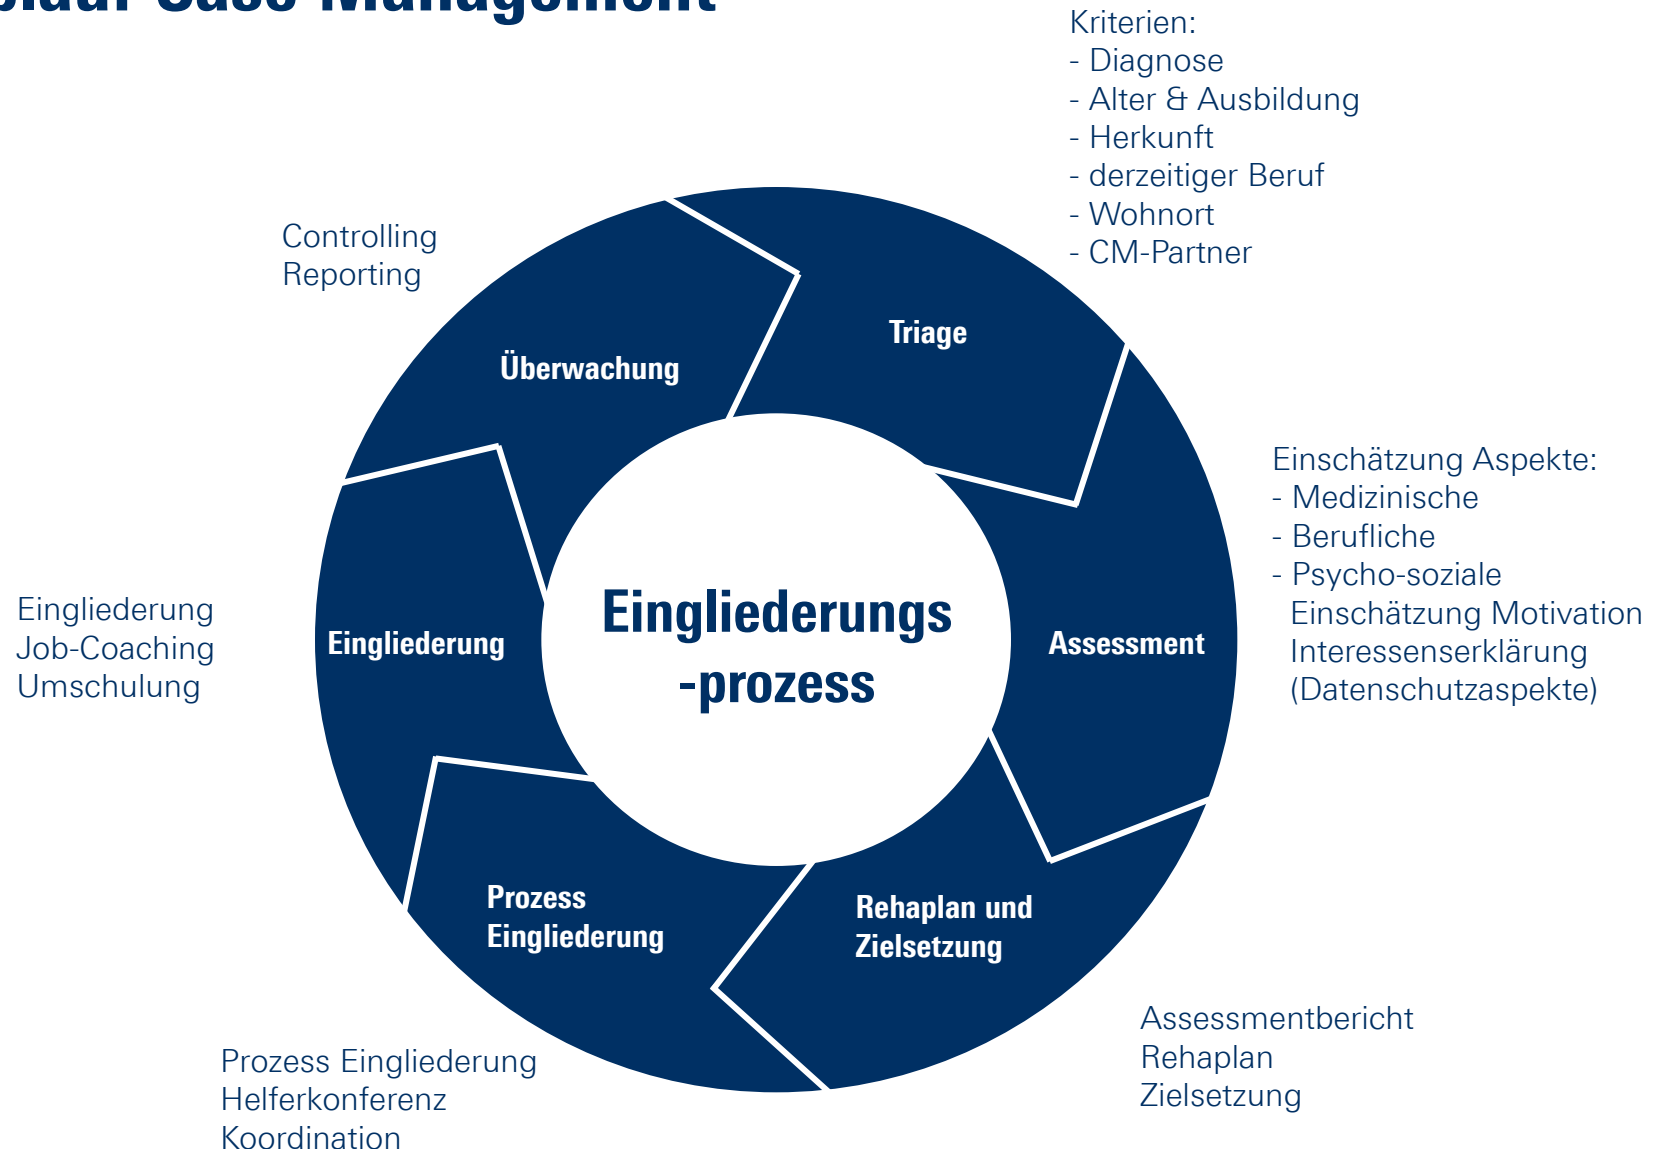 Case Management
Kriterien:
- Diagnose
- Alter & Ausbildung
- Herkunft
- derzeitiger Beruf
- Wohnort
- CM-Partner
Controlling
Reporting
Triage
Überwachung
Einschätzung Aspekte:
- Medizinische
- Berufliche
- Psycho-soziale
Einschätzung Motivation
Interessenserklärung
(Datenschutzaspekte)
Eingliederungs
-prozess
Eingliederung
Job-Coaching
Umschulung
Eingliederung
Assessment
Prozess
Eingliederung
Rehaplan und
Zielsetzung
Assessmentbericht
Rehaplan
Zielsetzung
Prozess Eingliederung
Helferkonferenz
Koordination